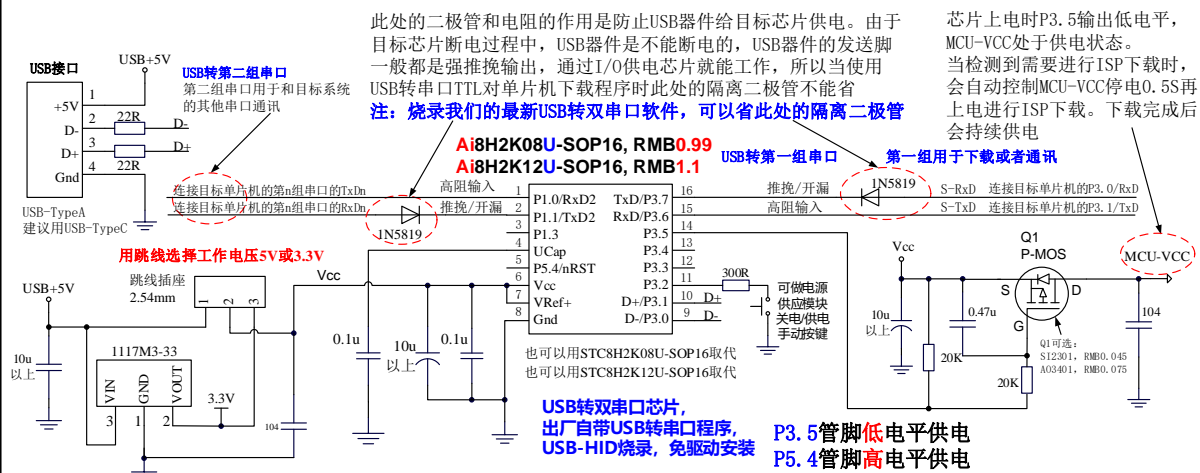 此处的二极管和电阻的作用是防止USB器件给目标芯片供电。由于
目标芯片断电过程中，USB器件是不能断电的，USB器件的发送脚
一般都是强推挽输出，通过I/O供电芯片就能工作，所以当使用
USB转串口TTL对单片机下载程序时此处的隔离二极管不能省
注：烧录我们的最新USB转双串口软件，可以省此处的隔离二极管
芯片上电时P3.5输出低电平，
MCU-VCC处于供电状态。
当检测到需要进行ISP下载时，
会自动控制MCU-VCC停电0.5S再
上电进行ISP下载。下载完成后
会持续供电
USB接口
USB+5V
1
+5V
2
D-
22R
D-
3
D+
22R
D+
4
Gnd
USB-TypeA
建议用USB-TypeC
USB转第二组串口
第二组串口用于和目标系统
的其他串口通讯
Ai8H2K08U-SOP16, RMB0.99
Ai8H2K12U-SOP16, RMB1.1
USB转第一组串口
第一组用于下载或者通讯
连接目标单片机的第n组串口的TxDn
高阻输入
连接目标单片机的第n组串口的RxDn
推挽/开漏
1N5819
1
P1.0/RxD2
2
P1.1/TxD2
3
P1.3
4
UCap
5
P5.4/nRST
6
Vcc
7
VRef+
8
Gnd
TxD/P3.7
16
RxD/P3.6
15
P3.5
14
P3.4
13
P3.3
12
P3.2
11
D+/P3.1
10
D+
D-/P3.0
9
D-
推挽/开漏
1N5819
S-RxD
连接目标单片机的P3.0/RxD
高阻输入
S-TxD
连接目标单片机的P3.1/TxD
300R
可做电源
供应模块
关电/供电
手动按键
也可以用STC8H2K08U-SOP16取代
也可以用STC8H2K12U-SOP16取代
用跳线选择工作电压5V或3.3V
跳线插座
2.54mm
1
2
3
USB+5V
10u
以上
1117M3-33
VIN
GND
VOUT
3
1
2
3.3V
104
Vcc
0.1u
10u
以上
0.1u
Vcc
10u
以上
0.47u
20K
20K
Q1
P-MOS
S
D
G
MCU-VCC
104
Q1可选：
SI2301, RMB0.045
AO3401, RMB0.075
USB转双串口芯片，
出厂自带USB转串口程序，
USB-HID烧录，免驱动安装
P3.5管脚低电平供电
P5.4管脚高电平供电